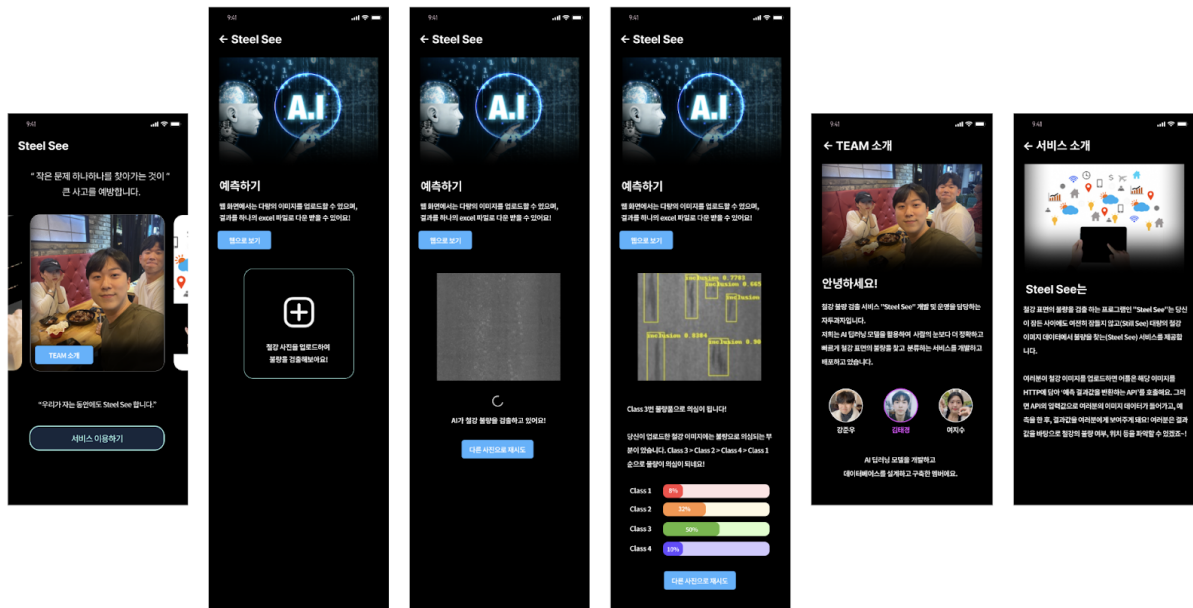 9:41
Steel See
“ 작은 문제 하나하나를 찾아가는 것이 “
큰 사고를 예방합니다.
TEAM 소개
“우리가 자는 동안에도 Steel See 합니다.”
서비스 이용하기
9:41
← Steel See
A.I
예측하기
웹 화면에서는 다량의 이미지를 업로드할 수 있으며,
결과를 하나의 excel 파일로 다운 받을 수 있어요!
웹으로 보기
철강 사진을 업로드하여
불량을 검출해보아요!
9:41
← Steel See
A.I
예측하기
웹 화면에서는 다량의 이미지를 업로드할 수 있으며,
결과를 하나의 excel 파일로 다운 받을 수 있어요!
웹으로 보기
AI가 철강 불량을 검출하고 있어요!
다른 사진으로 재시도
9:41
← Steel See
A.I
예측하기
웹 화면에서는 다량의 이미지를 업로드할 수 있으며,
결과를 하나의 excel 파일로 다운 받을 수 있어요!
웹으로 보기
inclusion 0.7703
inclusion 0.665
inclusion
inclusion 0.9384
inclusion 0.90
Class 3번 불량품으로 의심이 됩니다!
당신이 업로드한 철강 이미지에는 불량으로 의심되는 부
분이 있습니다. Class 3 > Class 2 > Class 4 > Class 1
순으로 불량이 의심이 되네요!
Class 1 8%
Class 2 32%
Class 3 50%
Class 4 10%
다른 사진으로 재시도
9:41
← TEAM 소개
안녕하세요!
철강 불량 검출 서비스 "Steel See" 개발 및 운영을 담당하는
자두과자입니다.
저희는 AI 딥러닝 모델을 활용하여 사람의 눈보다 더 정확하고
빠르게 철강 표면의 불량을 찾고 분류하는 서비스를 개발하고
배포하고 있습니다.
강준우 김태경 여지수
AI 딥러닝 모델을 개발하고
데이터베이스를 설계하고 구축한 멤버에요.
9:41
← 서비스 소개
Steel See는
철강 표면의 불량을 검출 하는 프로그램인 "Steel See"는 당신
이 잠든 사이에도 여전히 잠들지 않고(Still See) 대량의 철강
이미지 데이터에서 불량을 찾는(Steel See) 서비스를 제공합
니다.
여러분이 철강 이미지를 업로드하면 어플은 해당 이미지를
HTTP에 담아 '예측 결과값을 반환하는 API'를 호출해요. 그러
면 API의 입력값으로 여러분의 이미지 데이터가 들어가고, 예
측을 한 후, 결과값을 여러분에게 보여주게 돼요! 여러분은 결과
값을 바탕으로 철강의 불량 여부, 위치 등을 파악할 수 있겠죠~!